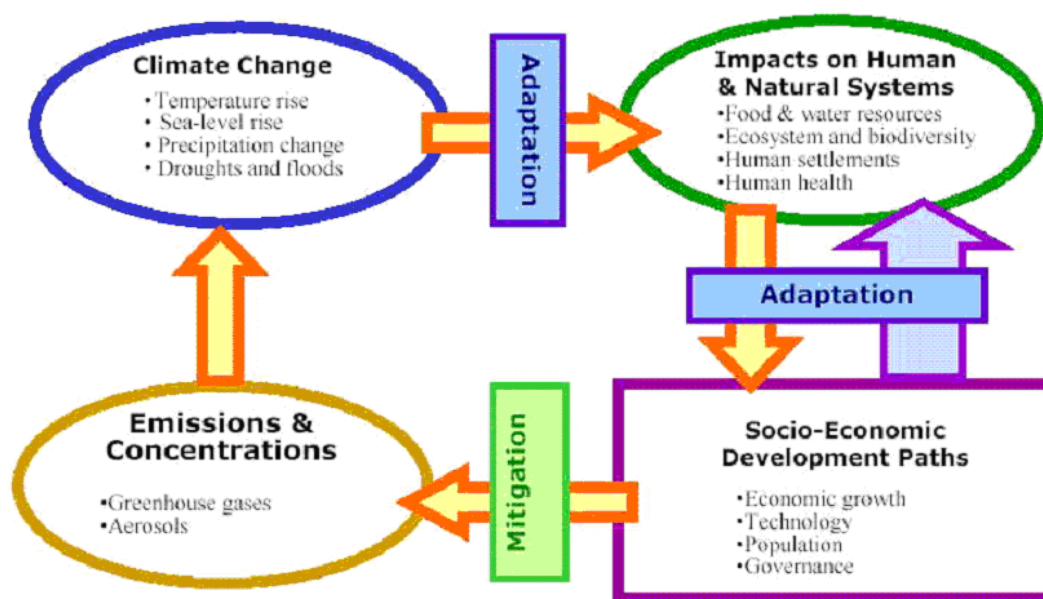 Climate Change
• Temperature rise
• Sea-level rise
• Precipitation change
• Droughts and floods
Adaptation
Impacts on Human
& Natural Systems
•Food & water resources
•Ecosystem and biodiversity
•Human settlements
•Human health
Adaptation
Emissions &
Concentrations
•Greenhouse gases
•Aerosols
Mitigation
Socio-Economic
Development Paths
•Economic growth
•Technology
•Population
•Governance